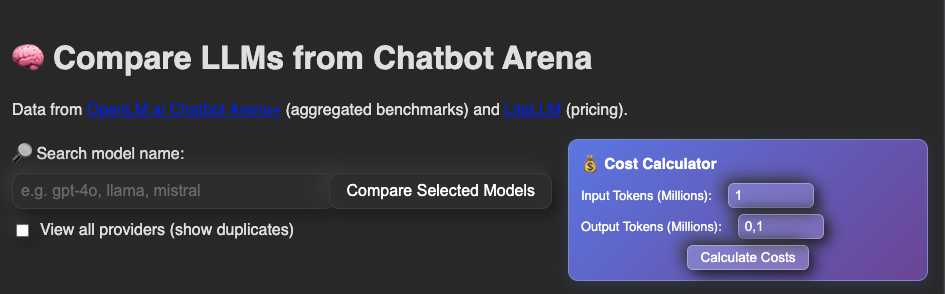 🧠 Compare LLMs from Chatbot Arena
Data from OpenLM.ai Chatbot Arena+ (aggregated benchmarks) and LiteLLM (pricing).
🔎 Search model name:
e.g. gpt-4o, llama, mistral
Compare Selected Models
View all providers (show duplicates)
💰 Cost Calculator
Input Tokens (Millions): 1
Output Tokens (Millions): 0,1
Calculate Costs